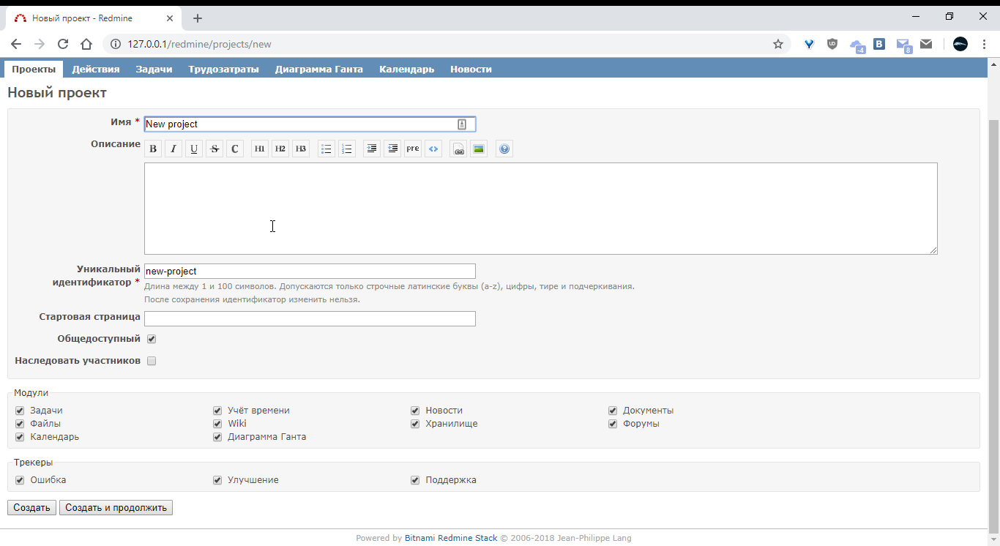 Новый проект - Redmine
127.0.0.1/redmine/projects/new
-4
B
8
Проекты Действия Задачи Трудозатраты Диаграмма Ганта Календарь Новости
Новый проект
Имя * New project
Описание B I U S C H1 H2 H3 pre
Уникальный
идентификатор * new-project
Длина между 1 и 100 символов. Допускаются только строчные латинские буквы (a-z), цифры, тире и подчеркивания.
После сохранения идентификатор изменить нельзя.
Стартовая страница
Общедоступный
Наследовать участников
Модули
Задачи Учёт времени Новости Документы
Файлы Wiki Хранилище Форумы
Календарь Диаграмма Ганта
Трекеры
Ошибка Улучшение Поддержка
Создать Создать и продолжить
Powered by Bitnami Redmine Stack © 2006-2018 Jean-Philippe Lang